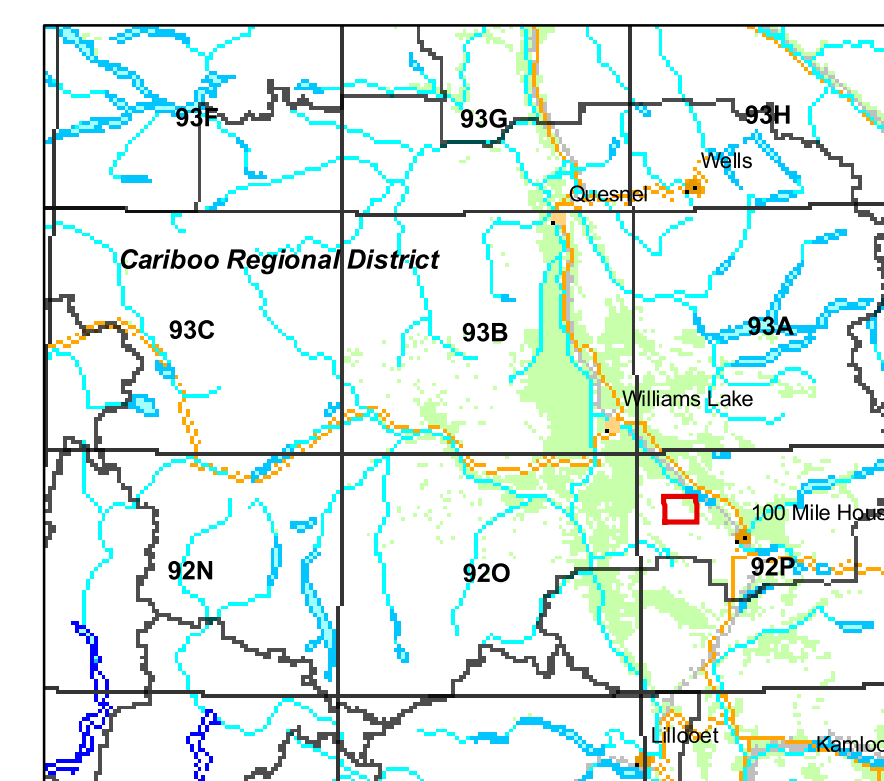 93F
93G
93H
Wells
Quesnel
Cariboo Regional District
93C
93B
93A
Williams Lake
100 Mile Hous
92N
92O
92P
Lillooet
Kamloo